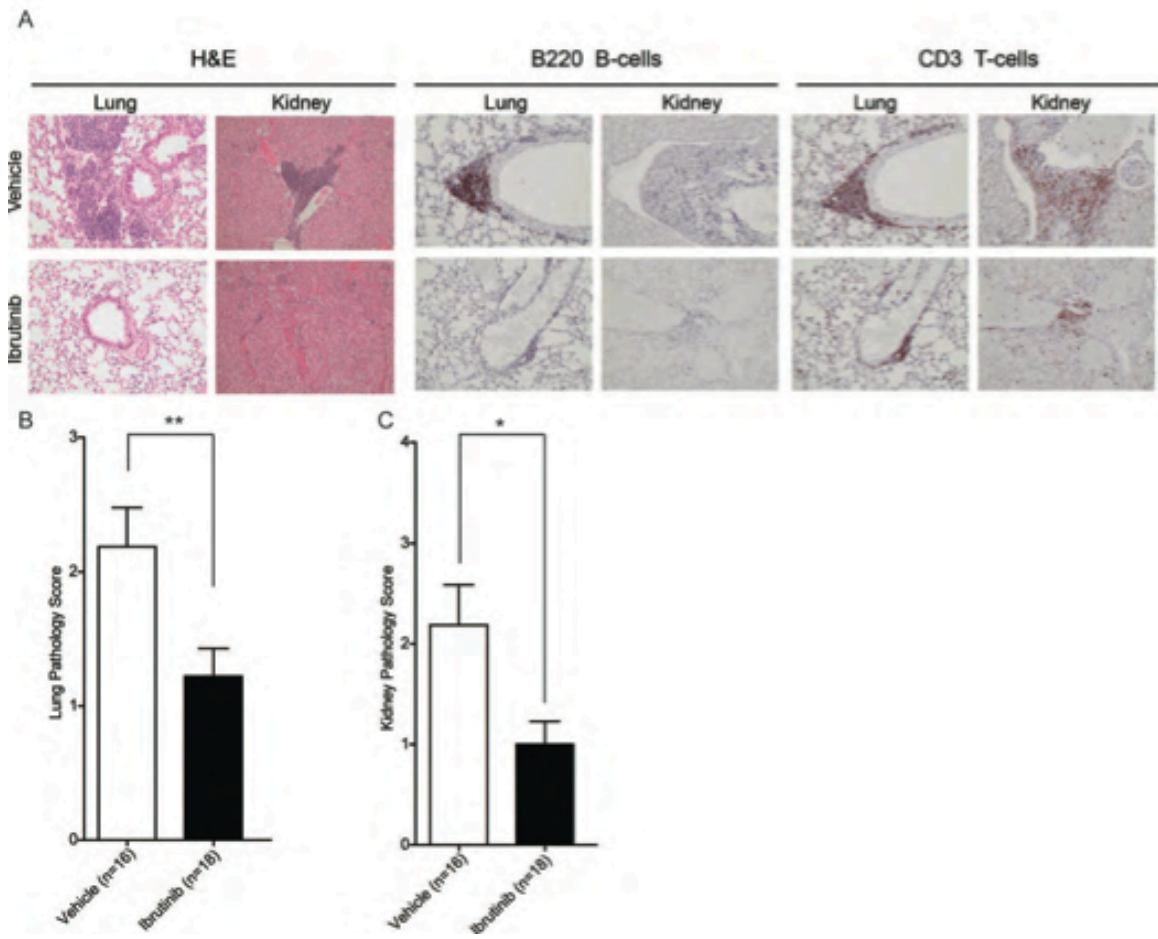 A
H&E B220 B-cells CD3 T-cells
Lung Kidney Lung Kidney Lung Kidney
Vehicle
Ibrutinib
B
**
3
2
1
0
Lung Pathology Score
Vehicle (n=16)
Ibrutinib (n=18)
C
*
4
3
2
1
0
Kidney Pathology Score
Vehicle (n=16)
Ibrutinib (n=18)